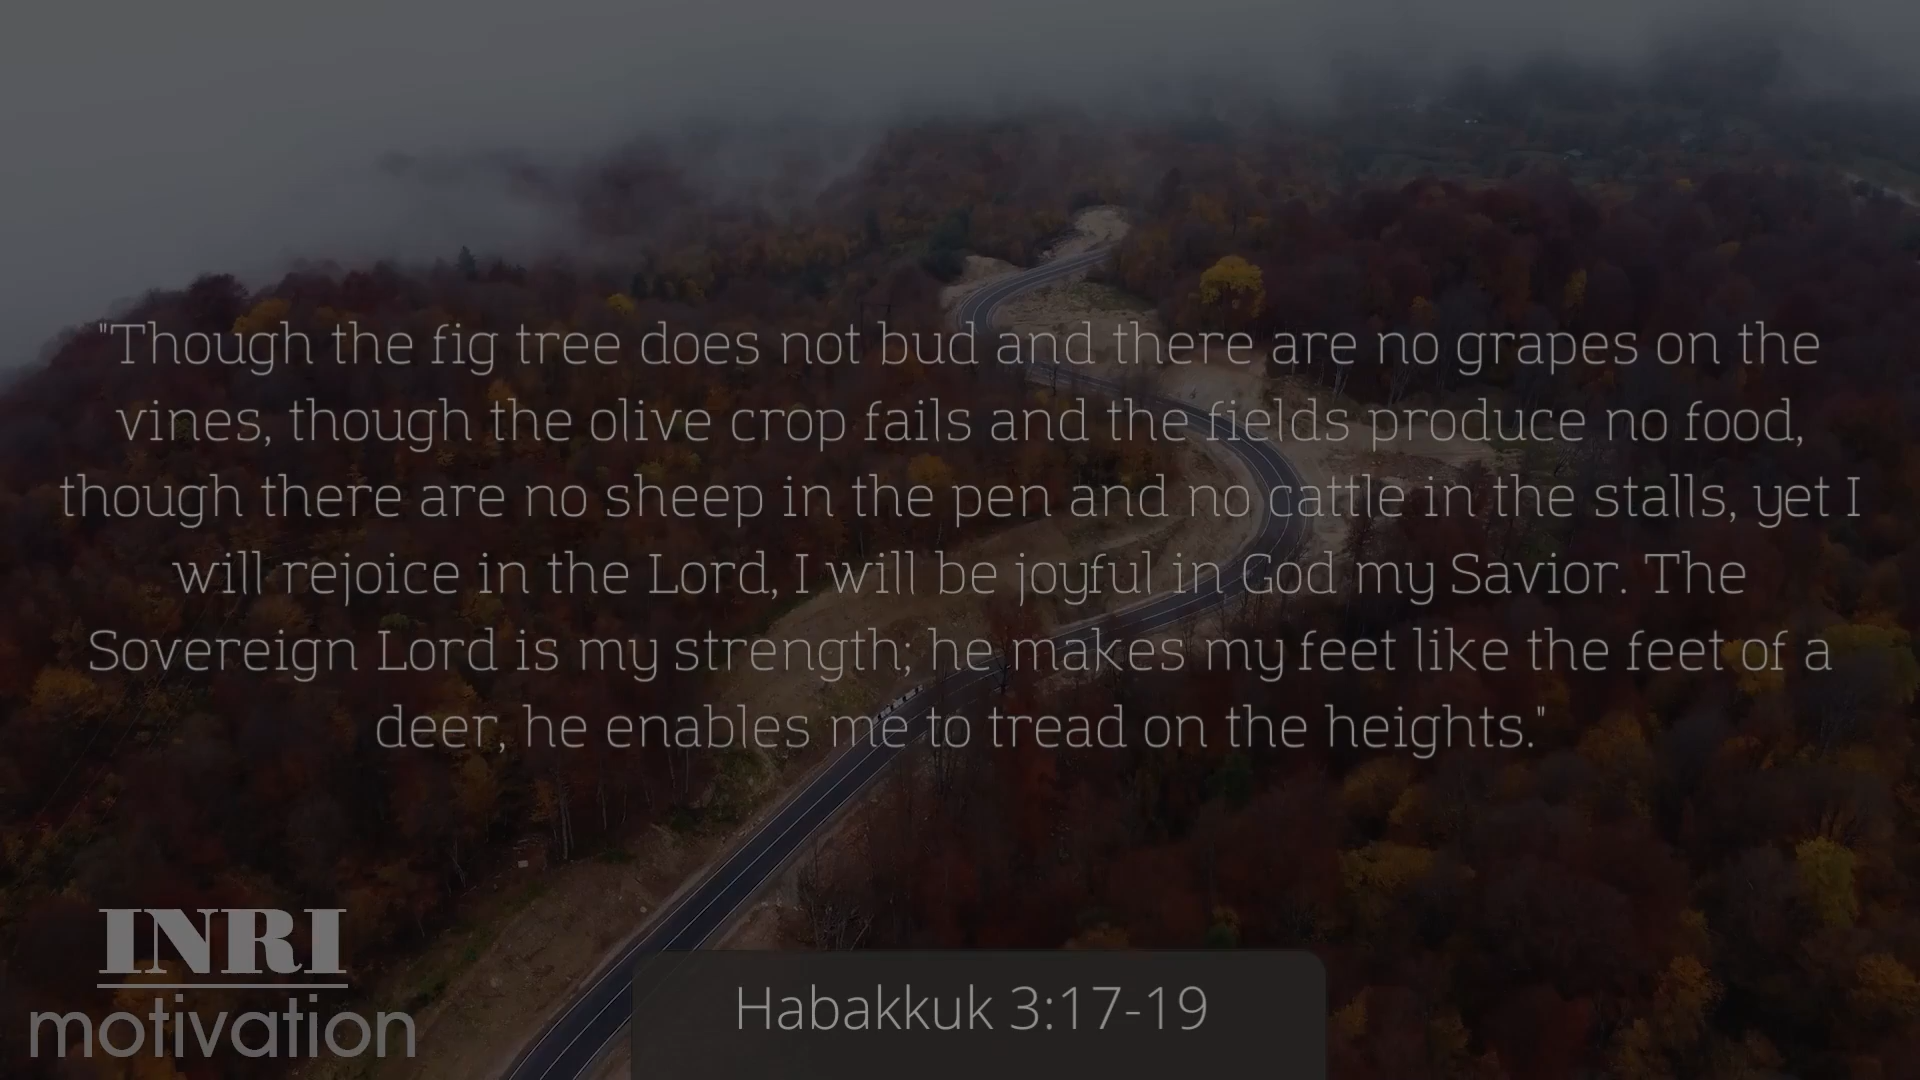 "Though the fig tree does not bud and there are no grapes on the
vines, though the olive crop fails and the fields produce no food,
though there are no sheep in the pen and no cattle in the stalls, yet I
will rejoice in the Lord, I will be joyful in God my Savior. The
Sovereign Lord is my strength; he makes my feet like the feet of a
deer, he enables me to tread on the heights."
INRI
motivation
Habakkuk 3:17-19